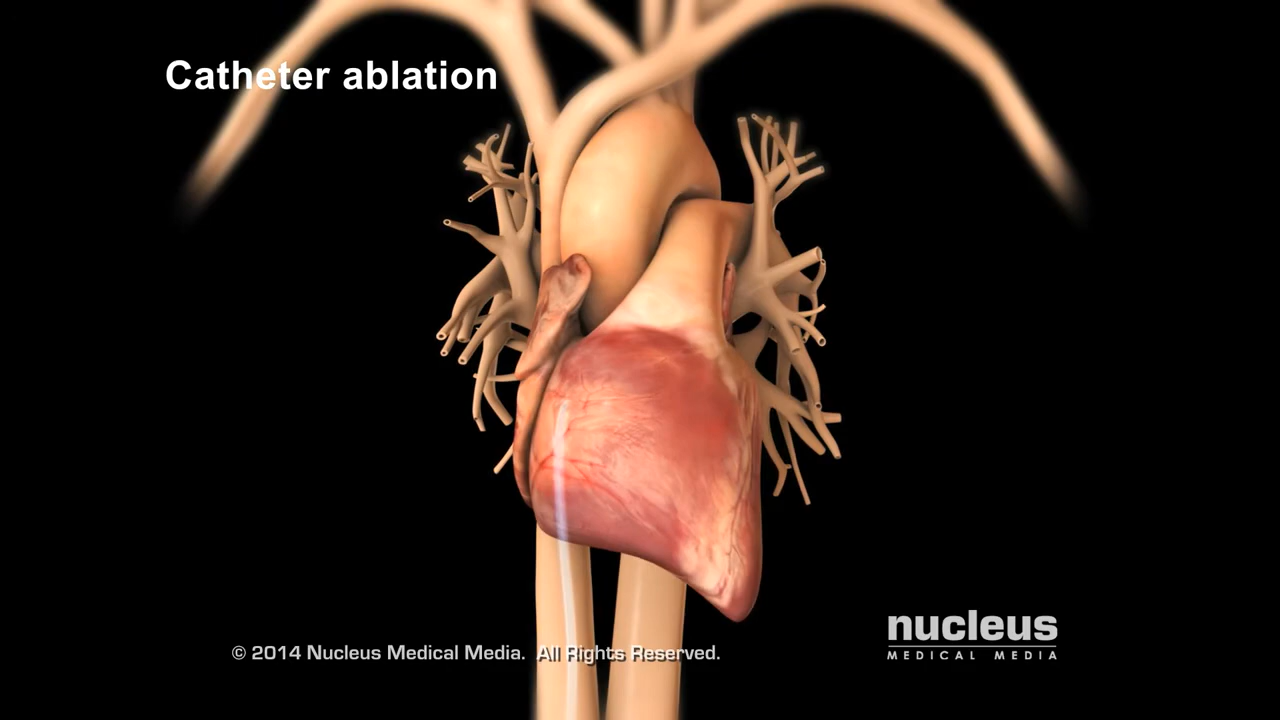 Catheter ablation
© 2014 Nucleus Medical Media. All Rights Reserved.
nucleus
MEDICAL MEDIA